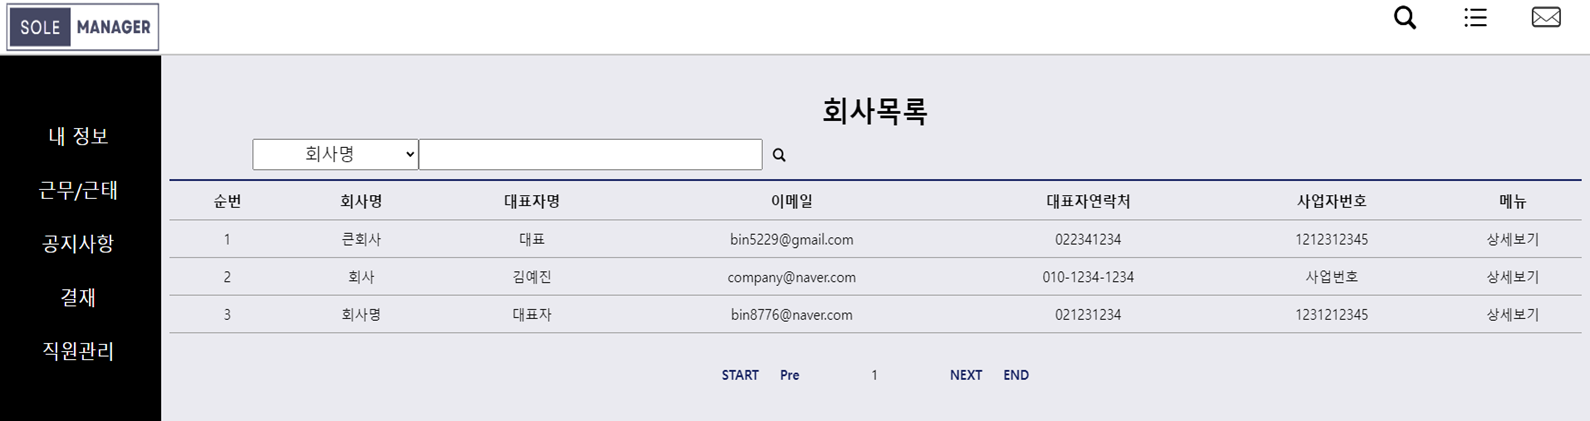 SOLE MANAGER
내 정보
근무/근태
공지사항
결재
직원관리
회사목록
회사명
순번 회사명 대표자명 이메일 대표자연락처 사업자번호 메뉴
1 큰회사 대표 bin5229@gmail.com 022341234 1212312345 상세보기
2 회사 김예진 company@naver.com 010-1234-1234 사업번호 상세보기
3 회사명 대표자 bin8776@naver.com 021231234 1231212345 상세보기
START Pre 1 NEXT END